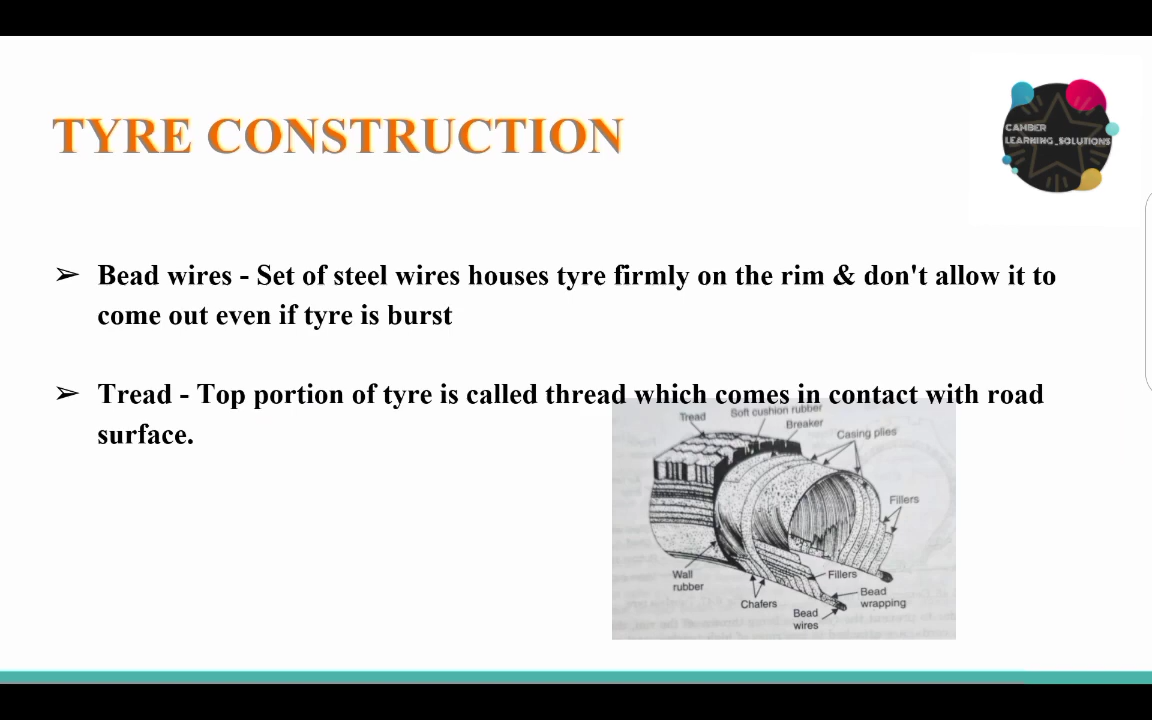 TYRE CONSTRUCTION
CAMBER
LEARNING_SOLUTIONS
➢ Bead wires - Set of steel wires houses tyre firmly on the rim & don't allow it to
come out even if tyre is burst
➢ Tread - Top portion of tyre is called thread which comes in contact with road
surface.
Tread
Soft cushion rubber
Breaker
Casing plies
Fillers
Wall
rubber
Fillers
Chafers
Bead
wrapping
Bead
wires